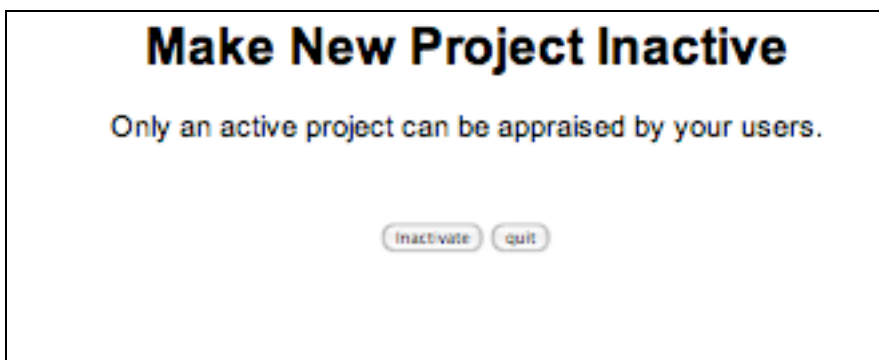 Make New Project Inactive
Only an active project can be appraised by your users.
Inactivate quit